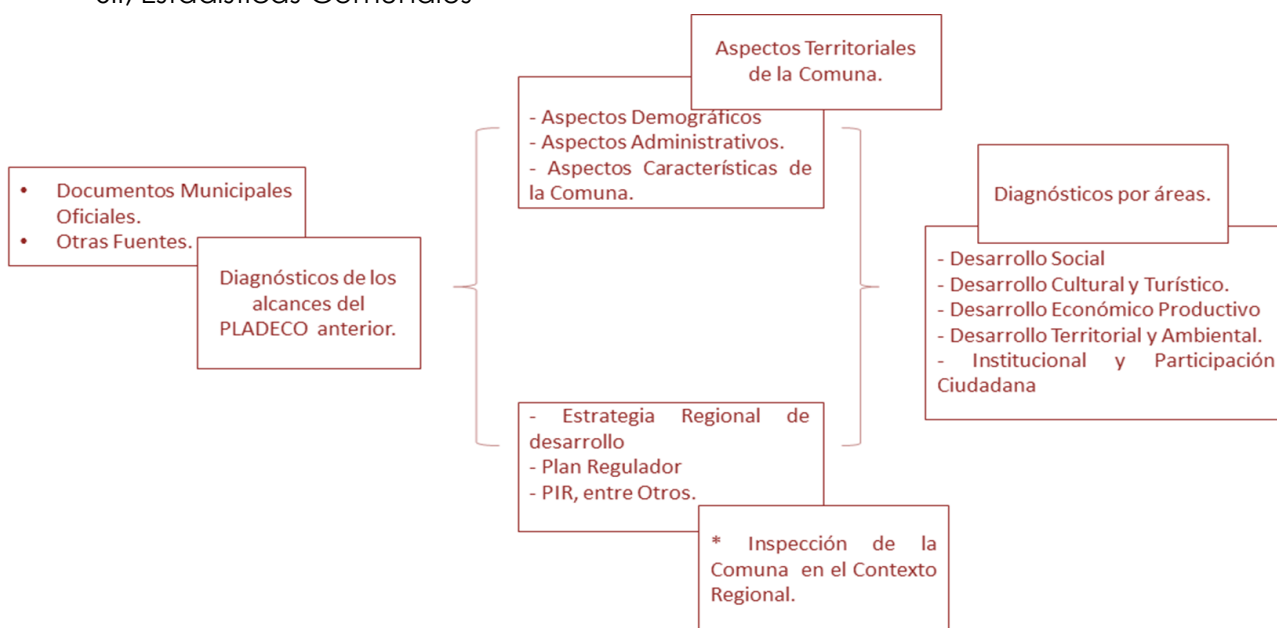 Estadísticas Comunales
Aspectos Territoriales
de la Comuna.
- Aspectos Demográficos
- Aspectos Administrativos.
- Aspectos Características de
la Comuna.
• Documentos Municipales
Oficiales.
• Otras Fuentes.
Diagnósticos de los
alcances del
PLADECO anterior.
Diagnósticos por áreas.
- Desarrollo Social
- Desarrollo Cultural y Turístico.
- Desarrollo Económico Productivo
- Desarrollo Territorial y Ambiental.
- Institucional y Participación
Ciudadana
- Estrategia Regional de
desarrollo
- Plan Regulador
- PIR, entre Otros.
* Inspección de la
Comuna en el Contexto
Regional.